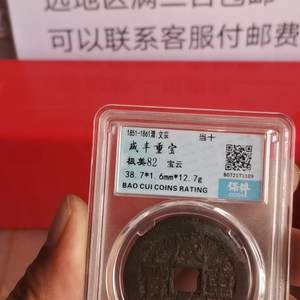 远地区满三百包邮
可以联系客服付邮费
1851-1861清.文宗 当十
咸丰重宝
极美82 宝云
38.7*1.6mm*12.7g
6072171109
保粹
BAO CUI COINS RATING